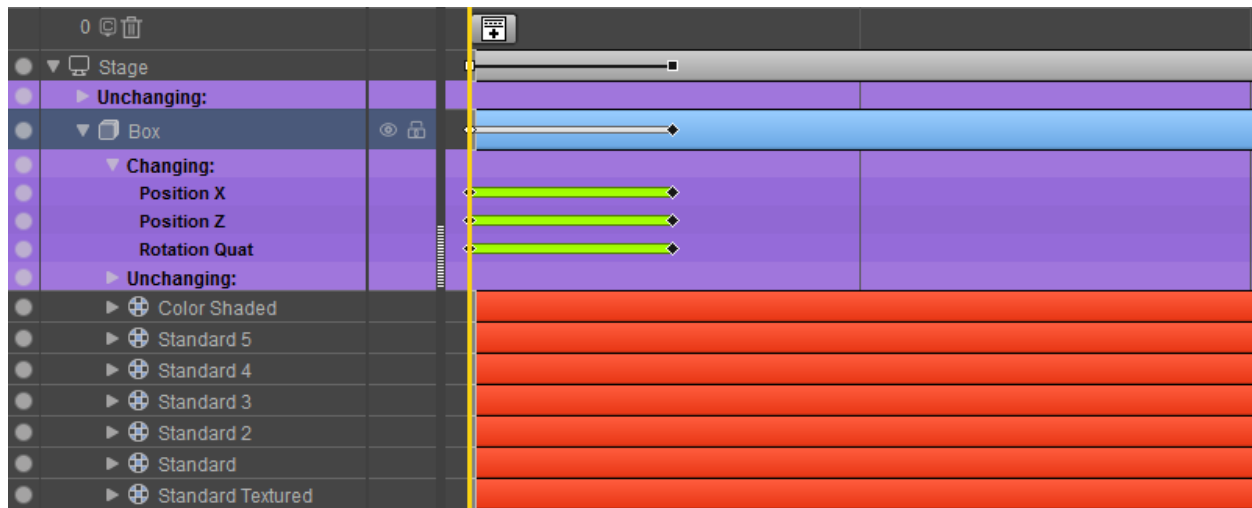 0
Stage
Unchanging:
Box
Changing:
Position X
Position Z
Rotation Quat
Unchanging:
Color Shaded
Standard 5
Standard 4
Standard 3
Standard 2
Standard
Standard Textured